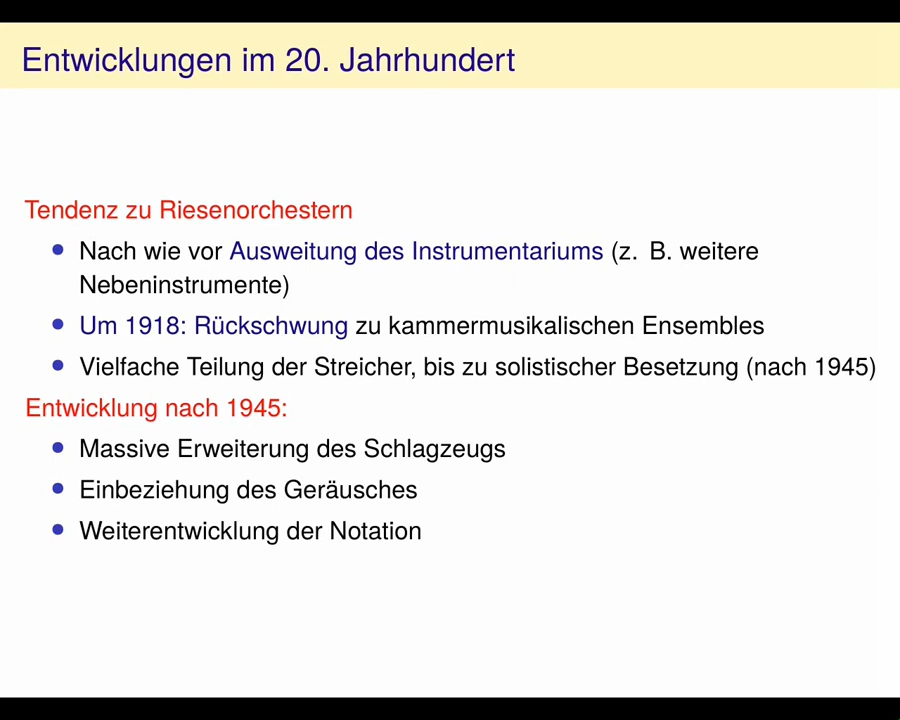 Entwicklungen im 20. Jahrhundert
Tendenz zu Riesenorchestern
Nach wie vor Ausweitung des Instrumentariums (z. B. weitere
Nebeninstrumente)
Um 1918: Rückschwung zu kammermusikalischen Ensembles
Vielfache Teilung der Streicher, bis zu solistischer Besetzung (nach 1945)
Entwicklung nach 1945:
Massive Erweiterung des Schlagzeugs
Einbeziehung des Geräusches
Weiterentwicklung der Notation